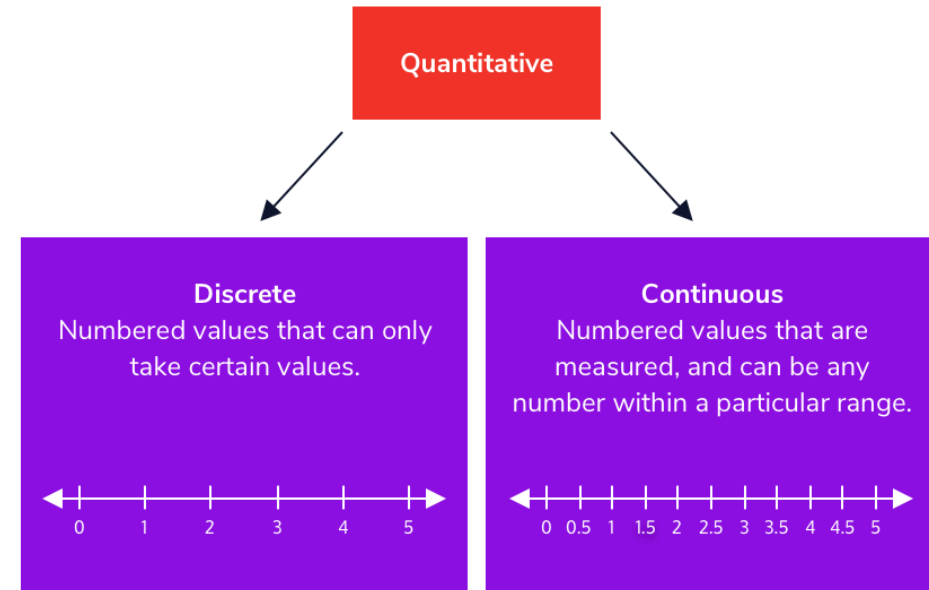 Quantitative
Discrete
Numbered values that can only
take certain values.
0 1 2 3 4 5
Continuous
Numbered values that are
measured, and can be any
number within a particular range.
0 0.5 1 1.5 2 2.5 3 3.5 4 4.5 5